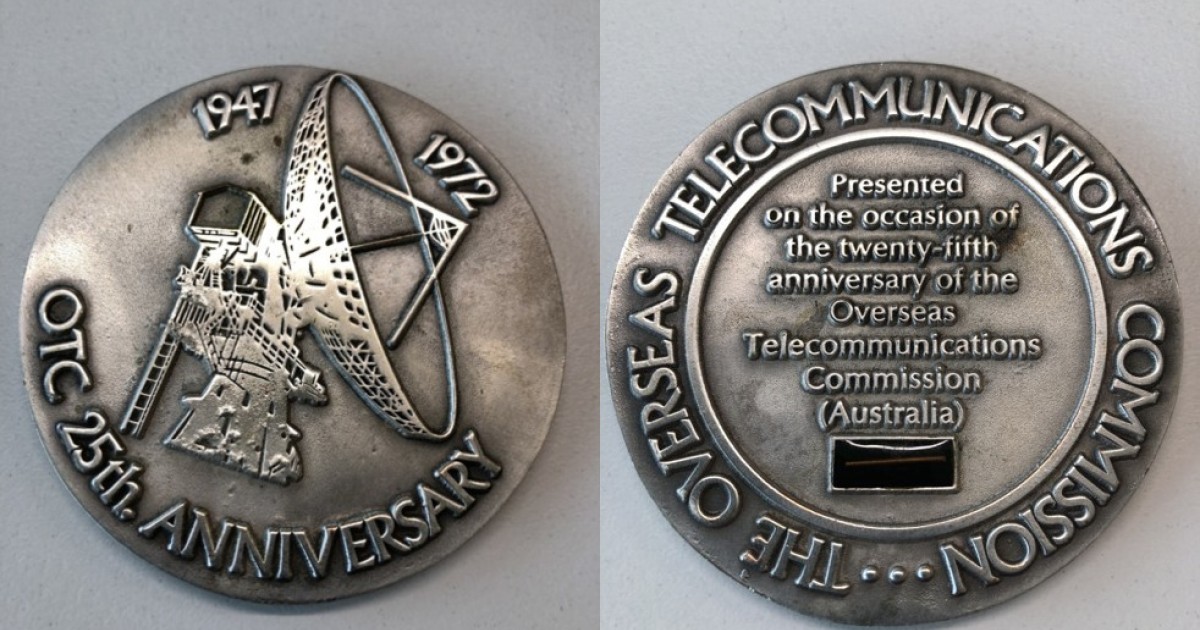 1947
1972
OTC 25th. ANNIVERSARY
THE OVERSEAS TELECOMMUNICATIONS COMMISSION...
Presented
on the occasion of
the twenty-fifth
anniversary of the
Overseas
Telecommunications
Commission
(Australia)